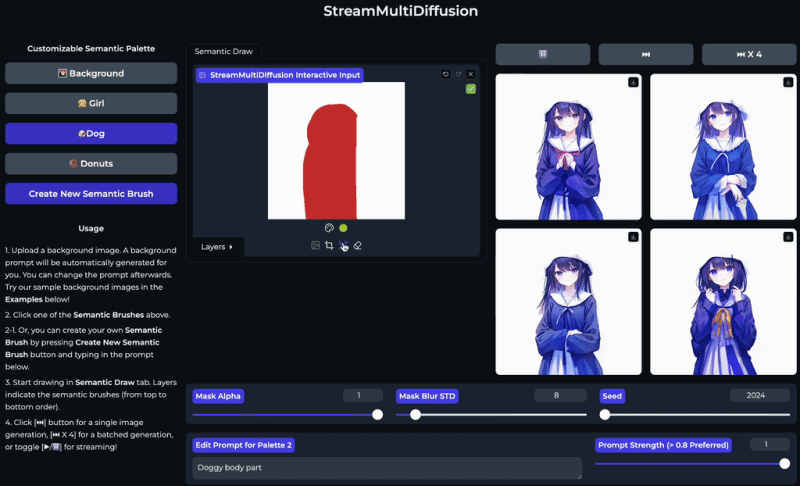 StreamMultiDiffusion
Customizable Semantic Palette
Background
Girl
Dog
Donuts
Create New Semantic Brush
Usage
1. Upload a background image. A background
prompt will be automatically generated for
you. You can change the prompt afterwards.
Try our sample background images in the
Examples below!
2. Click one of the Semantic Brushes above.
2-1. Or, you can create your own Semantic
Brush by pressing Create New Semantic
Brush button and typing in the prompt
below.
3. Start drawing in Semantic Draw tab. Layers
indicate the semantic brushes (from top to
bottom order).
4. Click [⏭] button for a single image
generation, [⏭ X 4] for a batched generation,
or toggle [▶/⏸] for streaming!
Semantic Draw
StreamMultiDiffusion Interactive Input
Layers
X 4
Mask Alpha
1
Mask Blur STD
8
Seed
2024
Edit Prompt for Palette 2
Doggy body part
Prompt Strength (> 0.8 Preferred)
1